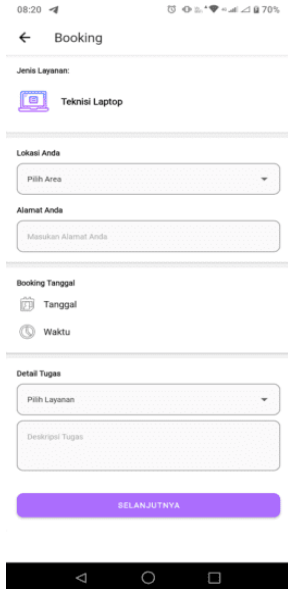 08:20
70%
Booking
Jenis Layanan:
Teknisi Laptop
Lokasi Anda
Pilih Area
Alamat Anda
Masukan Alamat Anda
Booking Tanggal
Tanggal
Waktu
Detail Tugas
Pilih Layanan
Deskripsi Tugas
SELANJUTNYA